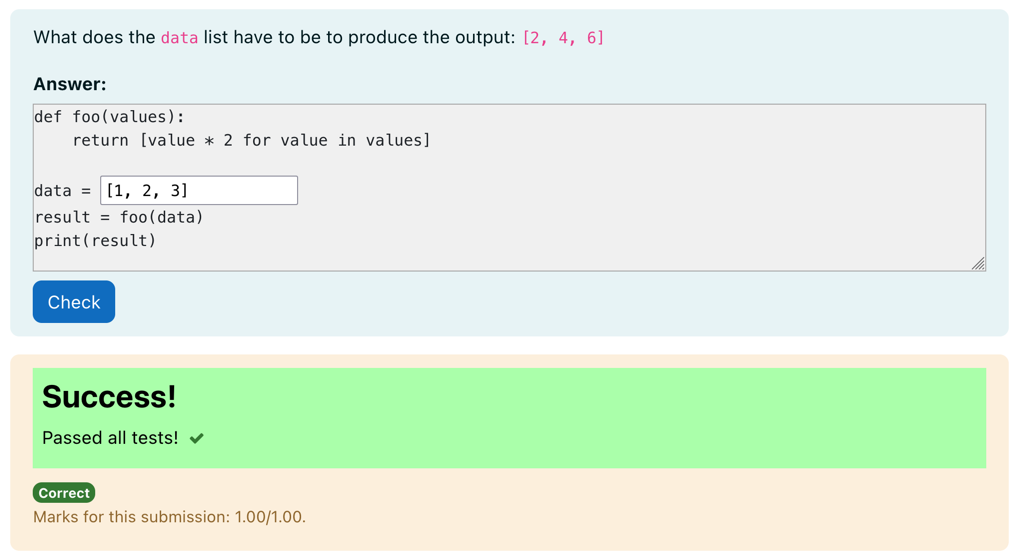 What does the data list have to be to produce the output: [2, 4, 6]
Answer:
def foo(values):
    return [value * 2 for value in values]
data = [1, 2, 3]
result = foo(data)
print(result)
Check
Success!
Passed all tests! ✔
Correct
Marks for this submission: 1.00/1.00.